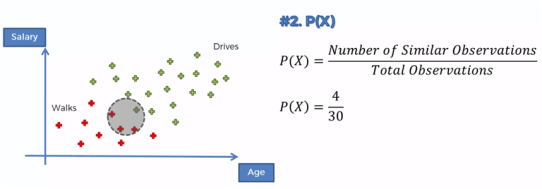 #2. P(X)
Salary
Drives
P(X) = Number of Similar Observations / Total Observations
Walks
P(X) = 4 / 30
Age